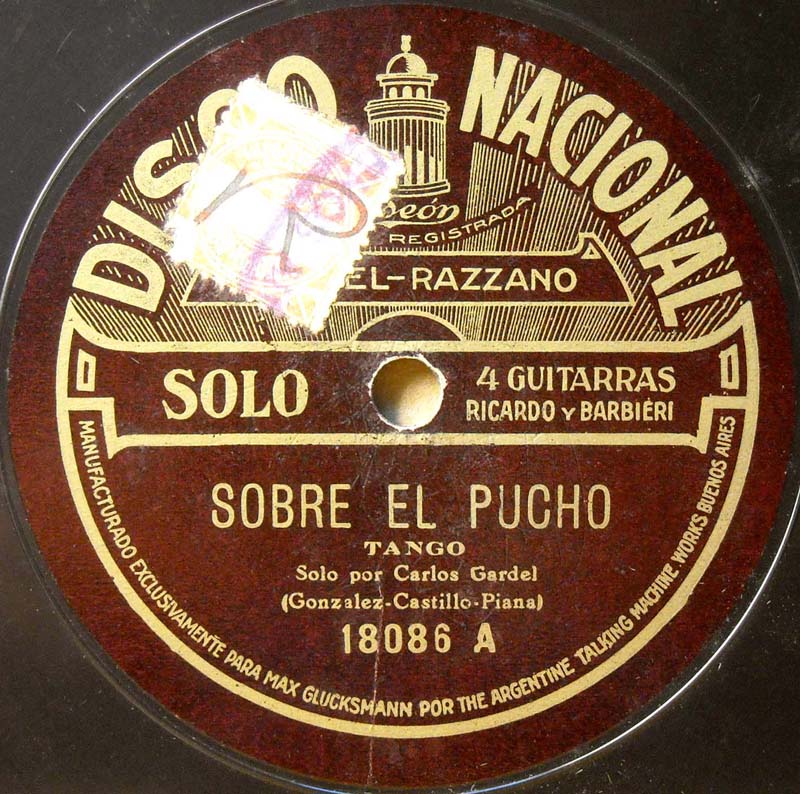 DISCO NACIONAL
REGISTRADA
EL-RAZZANO
SOLO
4 GUITARRAS
RICARDO Y BARBIERI
SOBRE EL PUCHO
TANGO
Solo por Carlos Gardel
(Gonzalez-Castillo-Piana)
18086 A
MANUFACTURADO EXCLUSIVAMENTE PARA MAX GLUCKSMANN POR THE ARGENTINE TALKING MACHINE WORKS BUENOS AIRES